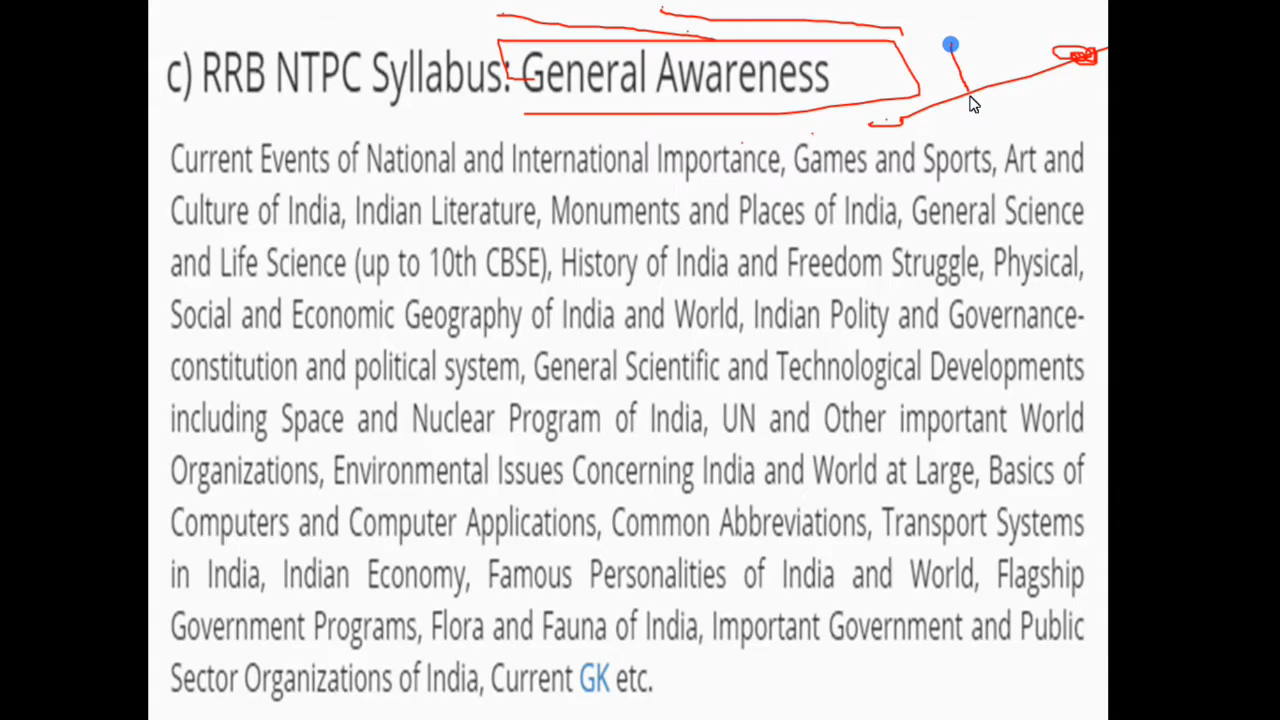 c) RRB NTPC Syllabus: General Awareness
Current Events of National and International Importance, Games and Sports, Art and
Culture of India, Indian Literature, Monuments and Places of India, General Science
and Life Science (up to 10th CBSE), History of India and Freedom Struggle, Physical,
Social and Economic Geography of India and World, Indian Polity and Governance-
constitution and political system, General Scientific and Technological Developments
including Space and Nuclear Program of India, UN and Other important World
Organizations, Environmental Issues Concerning India and World at Large, Basics of
Computers and Computer Applications, Common Abbreviations, Transport Systems
in India, Indian Economy, Famous Personalities of India and World, Flagship
Government Programs, Flora and Fauna of India, Important Government and Public
Sector Organizations of India, Current GK etc.